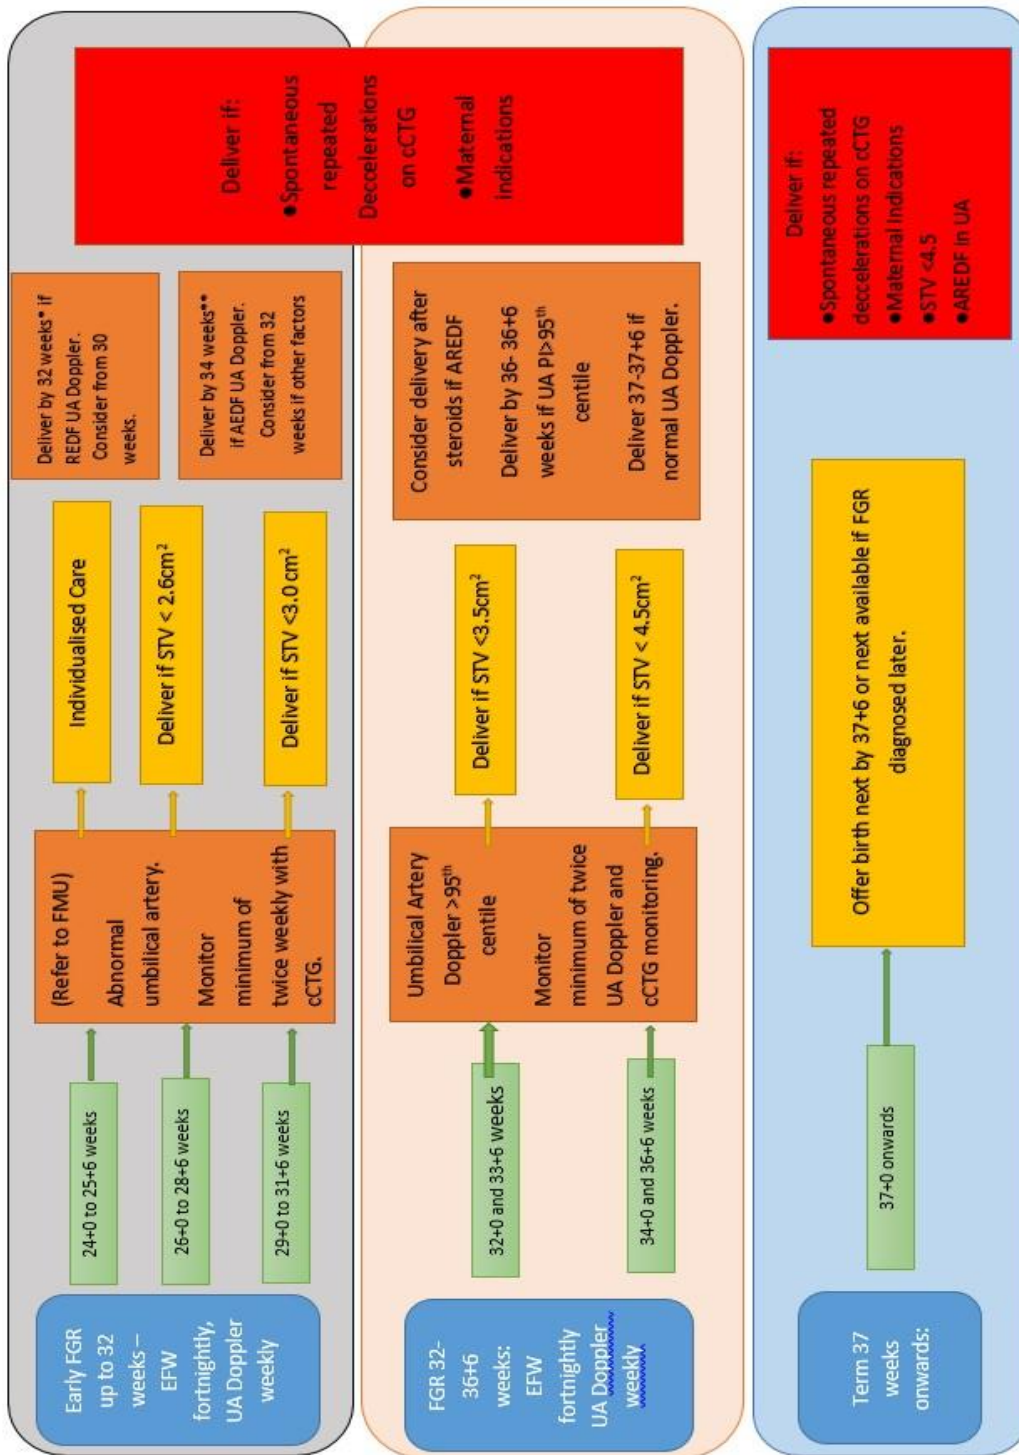 Early FGR
up to 32
weeks –
EFW
fortnightly,
UA Doppler
weekly
24+0 to 25+6 weeks
26+0 to 28+6 weeks
29+0 to 31+6 weeks
(Refer to FMU)
Abnormal
umbilical artery.
Monitor
minimum of
twice weekly with
cCTG.
Individualised Care
Deliver if STV < 2.6cm²
Deliver if STV <3.0 cm²
Deliver by 32 weeks* if
REDF UA Doppler.
Consider from 30
weeks.
Deliver by 34 weeks**
if AEDF UA Doppler.
Consider from 32
weeks if other factors
Deliver if:
●Spontaneous
repeated
Deccelerations
on cCTG
●Maternal
indications
FGR 32-
36+6
weeks:
EFW
fortnightly
UA Doppler
weekly
32+0 and 33+6 weeks
34+0 and 36+6 weeks
Umbilical Artery
Doppler >95th
centile
Monitor
minimum of twice
UA Doppler and
cCTG monitoring.
Deliver if STV <3.5cm²
Deliver if STV < 4.5cm²
Consider delivery after
steroids if AREDF
Deliver by 36- 36+6
weeks if UA PI>95th
centile
Deliver 37-37+6 if
normal UA Doppler.
Term 37
weeks
onwards:
37+0 onwards
Offer birth next by 37+6 or next available if FGR
diagnosed later.
Deliver if:
●Spontaneous repeated
deccelerations on cCTG
●Maternal Indications
●STV <4.5
●AREDF in UA